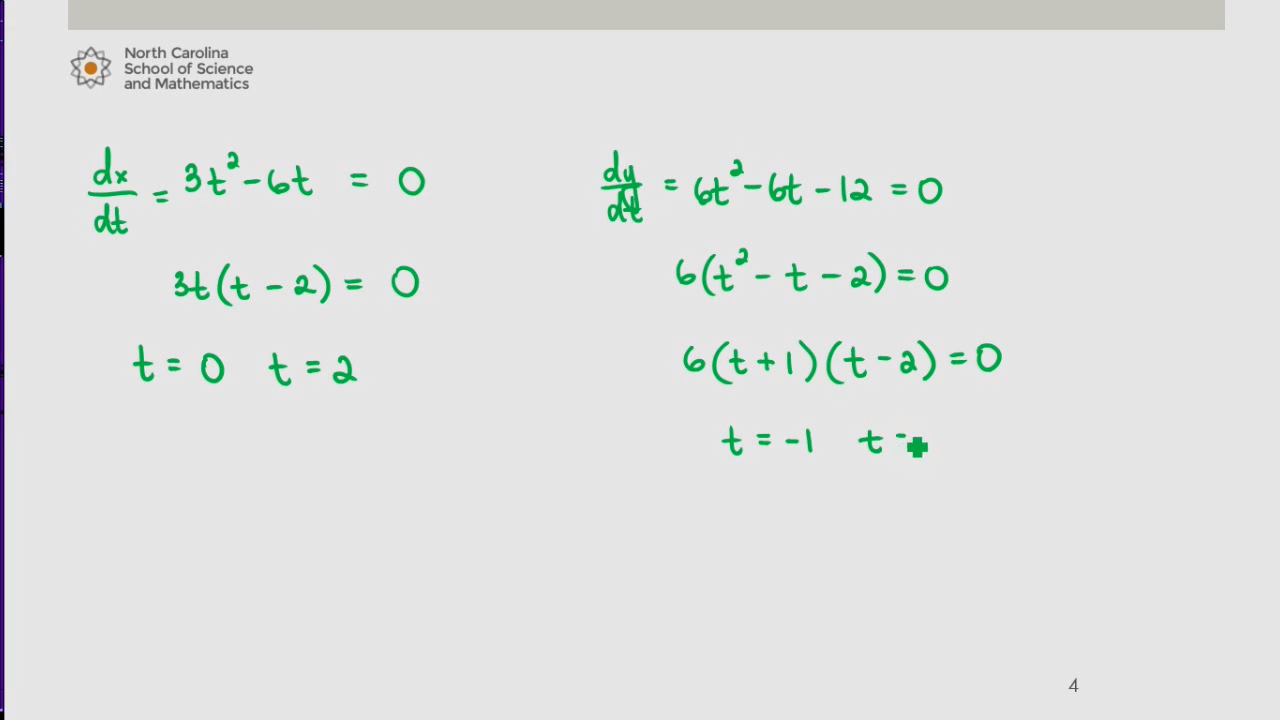 North Carolina
School of Science
and Mathematics
dx/dt = 3t² - 6t = 0
3t(t - 2) = 0
t = 0 t = 2
dy/dt = 6t² - 6t - 12 = 0
6(t² - t - 2) = 0
6(t + 1)(t - 2) = 0
t = -1 t =
4